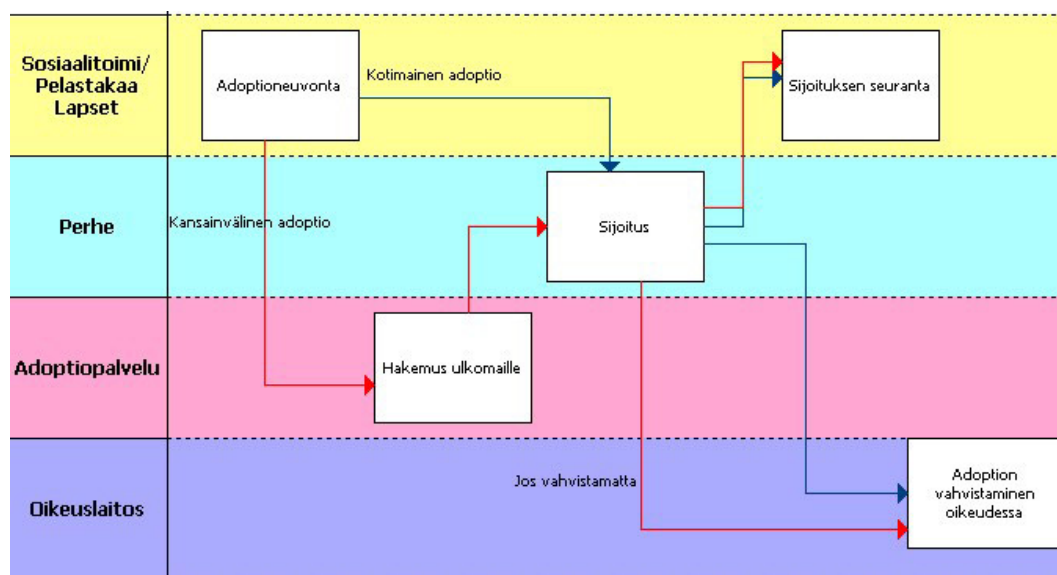 Sosiaalitoimi/
Pelastakaa
Lapset
Adoptioneuvonta
Kotimainen adoptio
Sijoituksen seuranta
Perhe
Kansainvälinen adoptio
Sijoitus
Adoptiopalvelu
Hakemus ulkomaille
Oikeuslaitos
Jos vahvistamatta
Adoption
vahvistaminen
oikeudessa